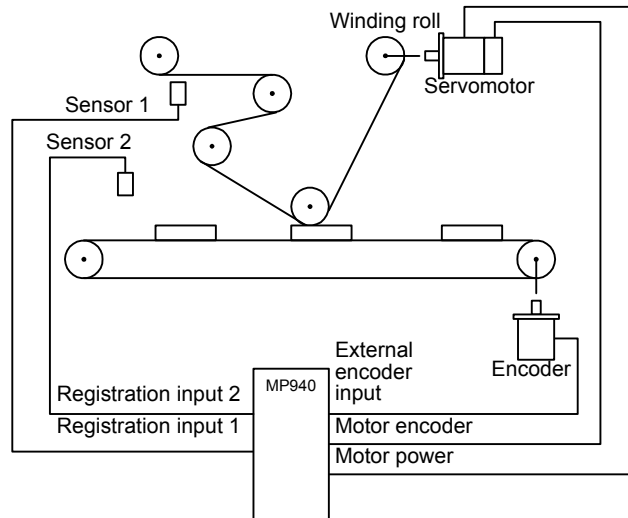 Winding roll
Servomotor
Sensor 1
Sensor 2
External
encoder
input
Encoder
MP940
Registration input 2
Registration input 1
Motor encoder
Motor power